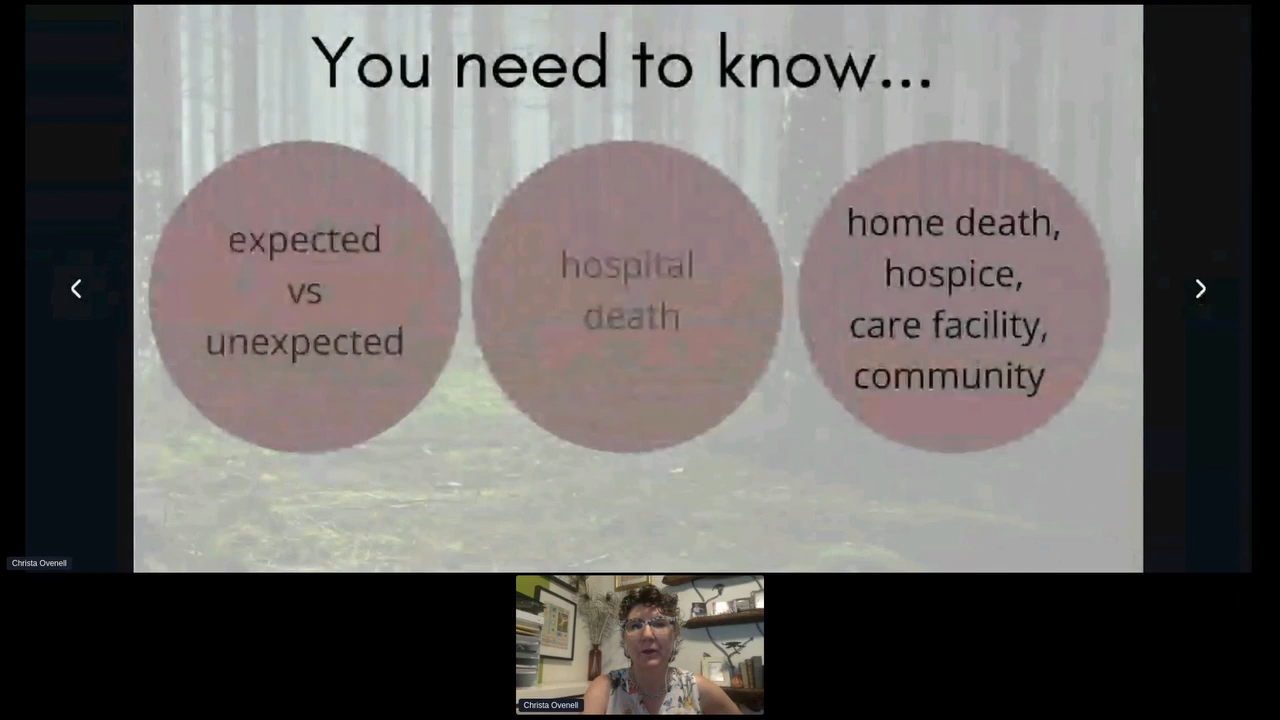 You need to know...
expected
vs
unexpected
hospital
death
home death,
hospice,
care facility,
community
Christa Ovenell
Christa Ovenell